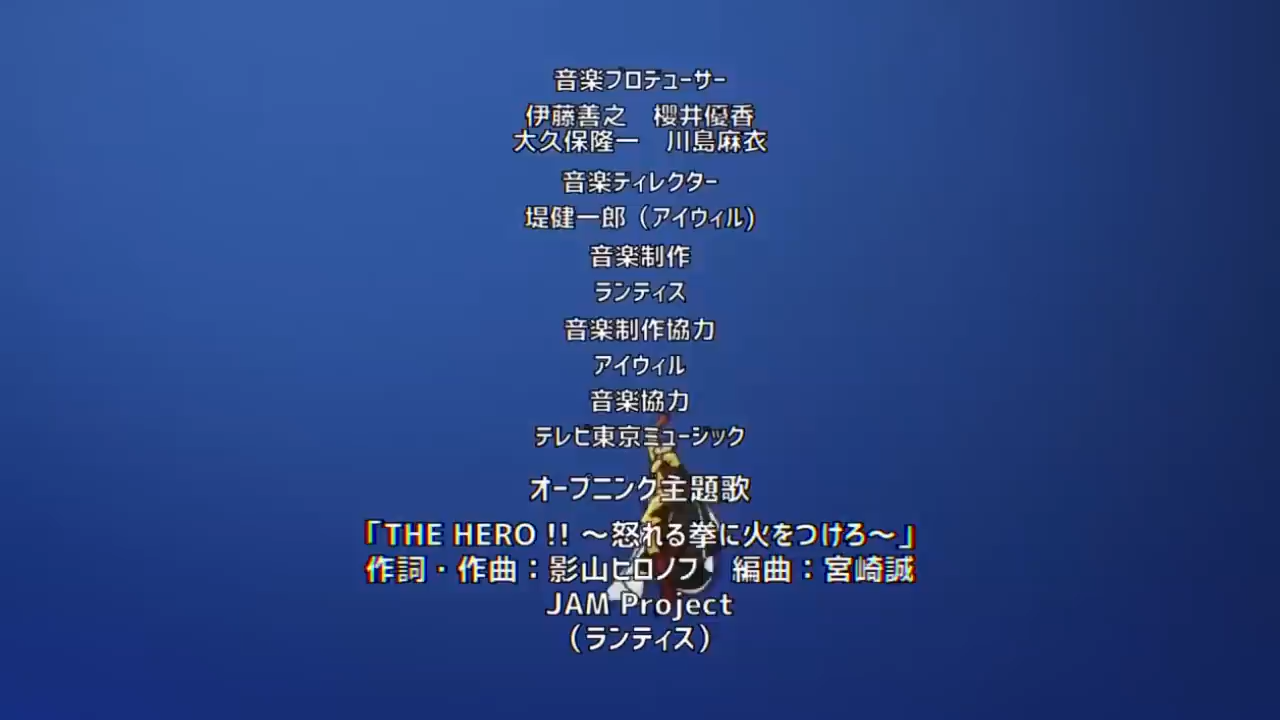 音楽プロデューサー
伊藤善之　櫻井優香
大久保隆一　川島麻衣
音楽ディレクター
堤健一郎（アイウィル）
音楽制作
ランティス
音楽制作協力
アイウィル
音楽協力
テレビ東京ミュージック
オープニング主題歌
「THE HERO !! ～怒れる拳に火をつけろ～」
作詞・作曲：影山ヒロノブ　編曲：宮崎誠
JAM Project
（ランティス）